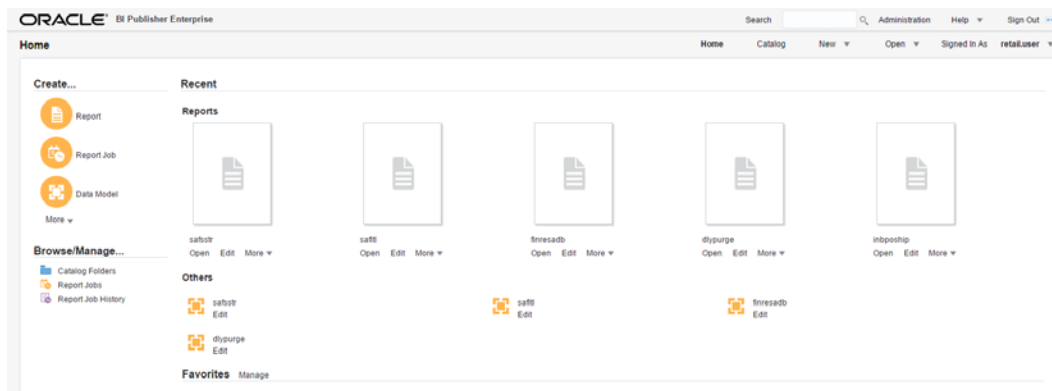 ORACLE BI Publisher Enterprise Search Administration Help Sign Out
Home Home Catalog New Open Signed In As retail.user
Create...
Report
Report Job
Data Model
More
Browse/Manage...
Catalog Folders
Report Jobs
Report Job History
Recent
Reports
safsstr saftl finresadb dlypurge inbposhp
Open Edit More Open Edit More Open Edit More Open Edit More Open Edit More
Others
safsstr saftl finresadb
Edit Edit Edit
dlypurge
Edit
Favorites Manage